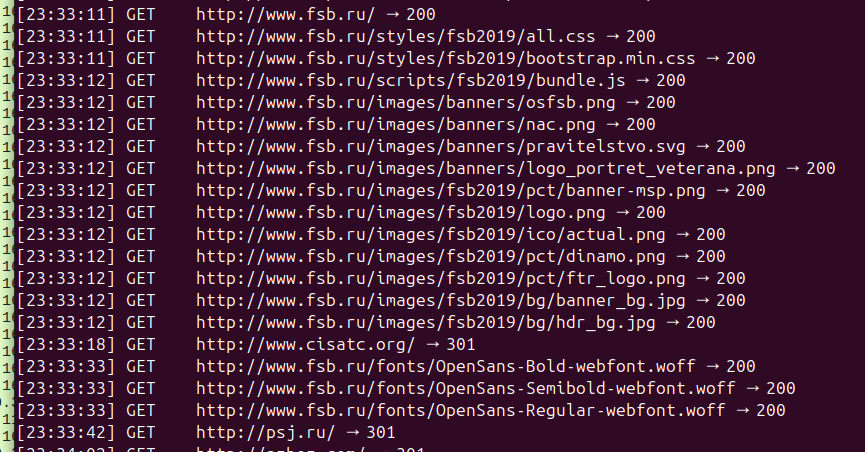 [23:33:11] GET http://www.fsb.ru/ → 200
[23:33:11] GET http://www.fsb.ru/styles/fsb2019/all.css → 200
[23:33:11] GET http://www.fsb.ru/styles/fsb2019/bootstrap.min.css → 200
[23:33:12] GET http://www.fsb.ru/scripts/fsb2019/bundle.js → 200
[23:33:12] GET http://www.fsb.ru/images/banners/osfsb.png → 200
[23:33:12] GET http://www.fsb.ru/images/banners/nac.png → 200
[23:33:12] GET http://www.fsb.ru/images/banners/pravitelstvo.svg → 200
[23:33:12] GET http://www.fsb.ru/images/banners/logo_portret_veterana.png → 200
[23:33:12] GET http://www.fsb.ru/images/fsb2019/pct/banner-msp.png → 200
[23:33:12] GET http://www.fsb.ru/images/fsb2019/logo.png → 200
[23:33:12] GET http://www.fsb.ru/images/fsb2019/ico/actual.png → 200
[23:33:12] GET http://www.fsb.ru/images/fsb2019/pct/dinamo.png → 200
[23:33:12] GET http://www.fsb.ru/images/fsb2019/pct/ftr_logo.png → 200
[23:33:12] GET http://www.fsb.ru/images/fsb2019/bg/banner_bg.jpg → 200
[23:33:12] GET http://www.fsb.ru/images/fsb2019/bg/hdr_bg.jpg → 200
[23:33:18] GET http://www.cisatc.org/ → 301
[23:33:33] GET http://www.fsb.ru/fonts/OpenSans-Bold-webfont.woff → 200
[23:33:33] GET http://www.fsb.ru/fonts/OpenSans-Semibold-webfont.woff → 200
[23:33:33] GET http://www.fsb.ru/fonts/OpenSans-Regular-webfont.woff → 200
[23:33:42] GET http://psj.ru/ → 301